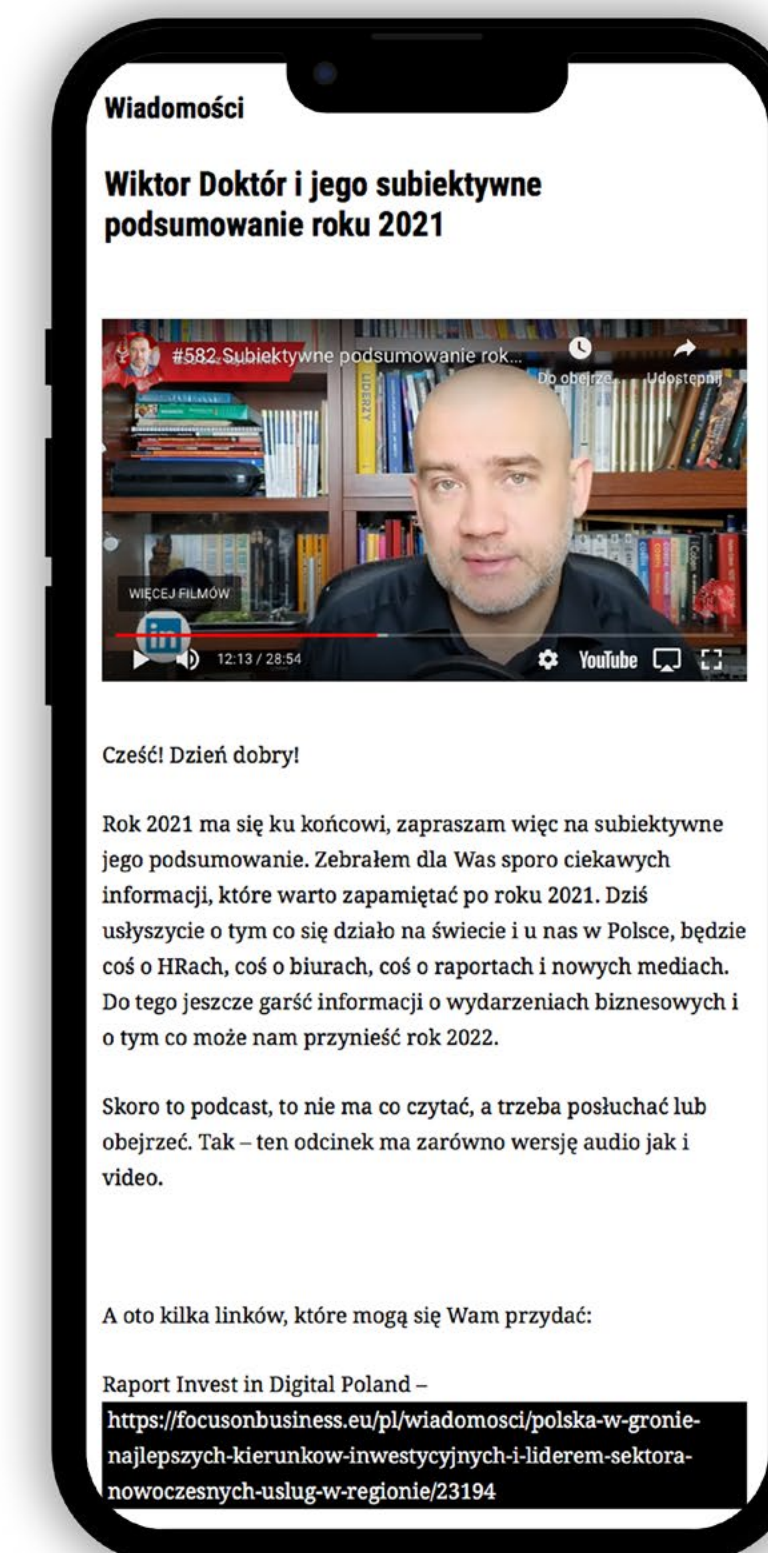 Wiadomości
Wiktor Doktór i jego subiektywne
podsumowanie roku 2021
#582 Subiektywne podsumowanie rok...
Do obejrze...
Udostępnij
LIDERZY
WIĘCEJ FILMÓW
in
12:13 / 28:54
YouTube
Cześć! Dzień dobry!
Rok 2021 ma się ku końcowi, zapraszam więc na subiektywne
jego podsumowanie. Zebrałem dla Was sporo ciekawych
informacji, które warto zapamiętać po roku 2021. Dziś
usłyszycie o tym co się działo na świecie i u nas w Polsce, będzie
coś o HRach, coś o biurach, coś o raportach i nowych mediach.
Do tego jeszcze garść informacji o wydarzeniach biznesowych i
o tym co może nam przynieść rok 2022.
Skoro to podcast, to nie ma co czytać, a trzeba posłuchać lub
obejrzeć. Tak – ten odcinek ma zarówno wersję audio jak i
video.
A oto kilka linków, które mogą się Wam przydać:
Raport Invest in Digital Poland –
https://focusonbusiness.eu/pl/wiadomosci/polska-w-gronie-
najlepszych-kierunkow-inwestycyjnych-i-liderem-sektora-
nowoczesnych-uslug-w-regionie/23194